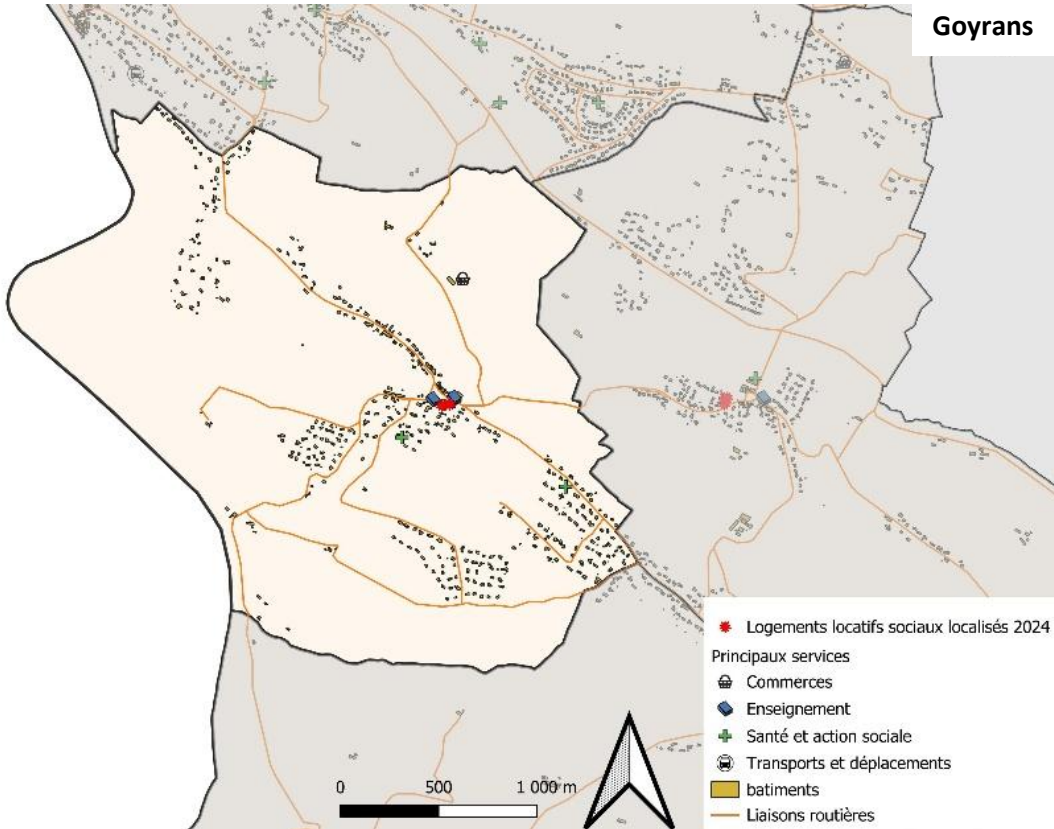 Goyrans
Logements locatifs sociaux localisés 2024
Principaux services
Commerces
Enseignement
Santé et action sociale
Transports et déplacements
batiments
Liaisons routières
0 500 1 000 m